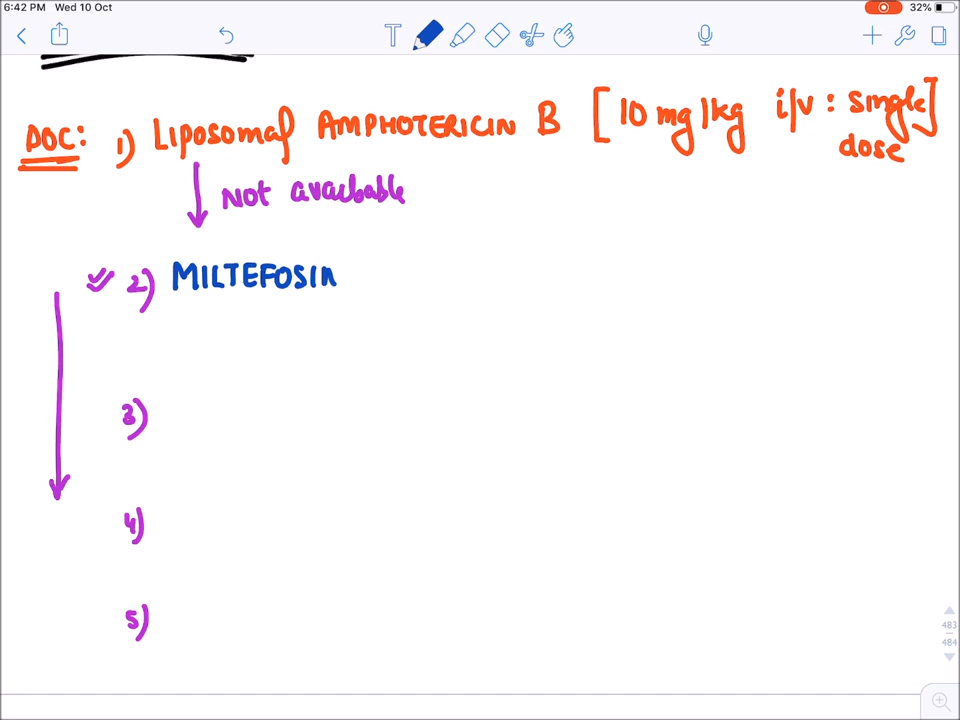 6:42 PM Wed 10 Oct
32%
T
DOC: 1) Liposomal AMPHOTERICIN B [10 mg/kg i/v : single dose]
Not available
2) MILTEFOSIN
3)
4)
5)
483
484